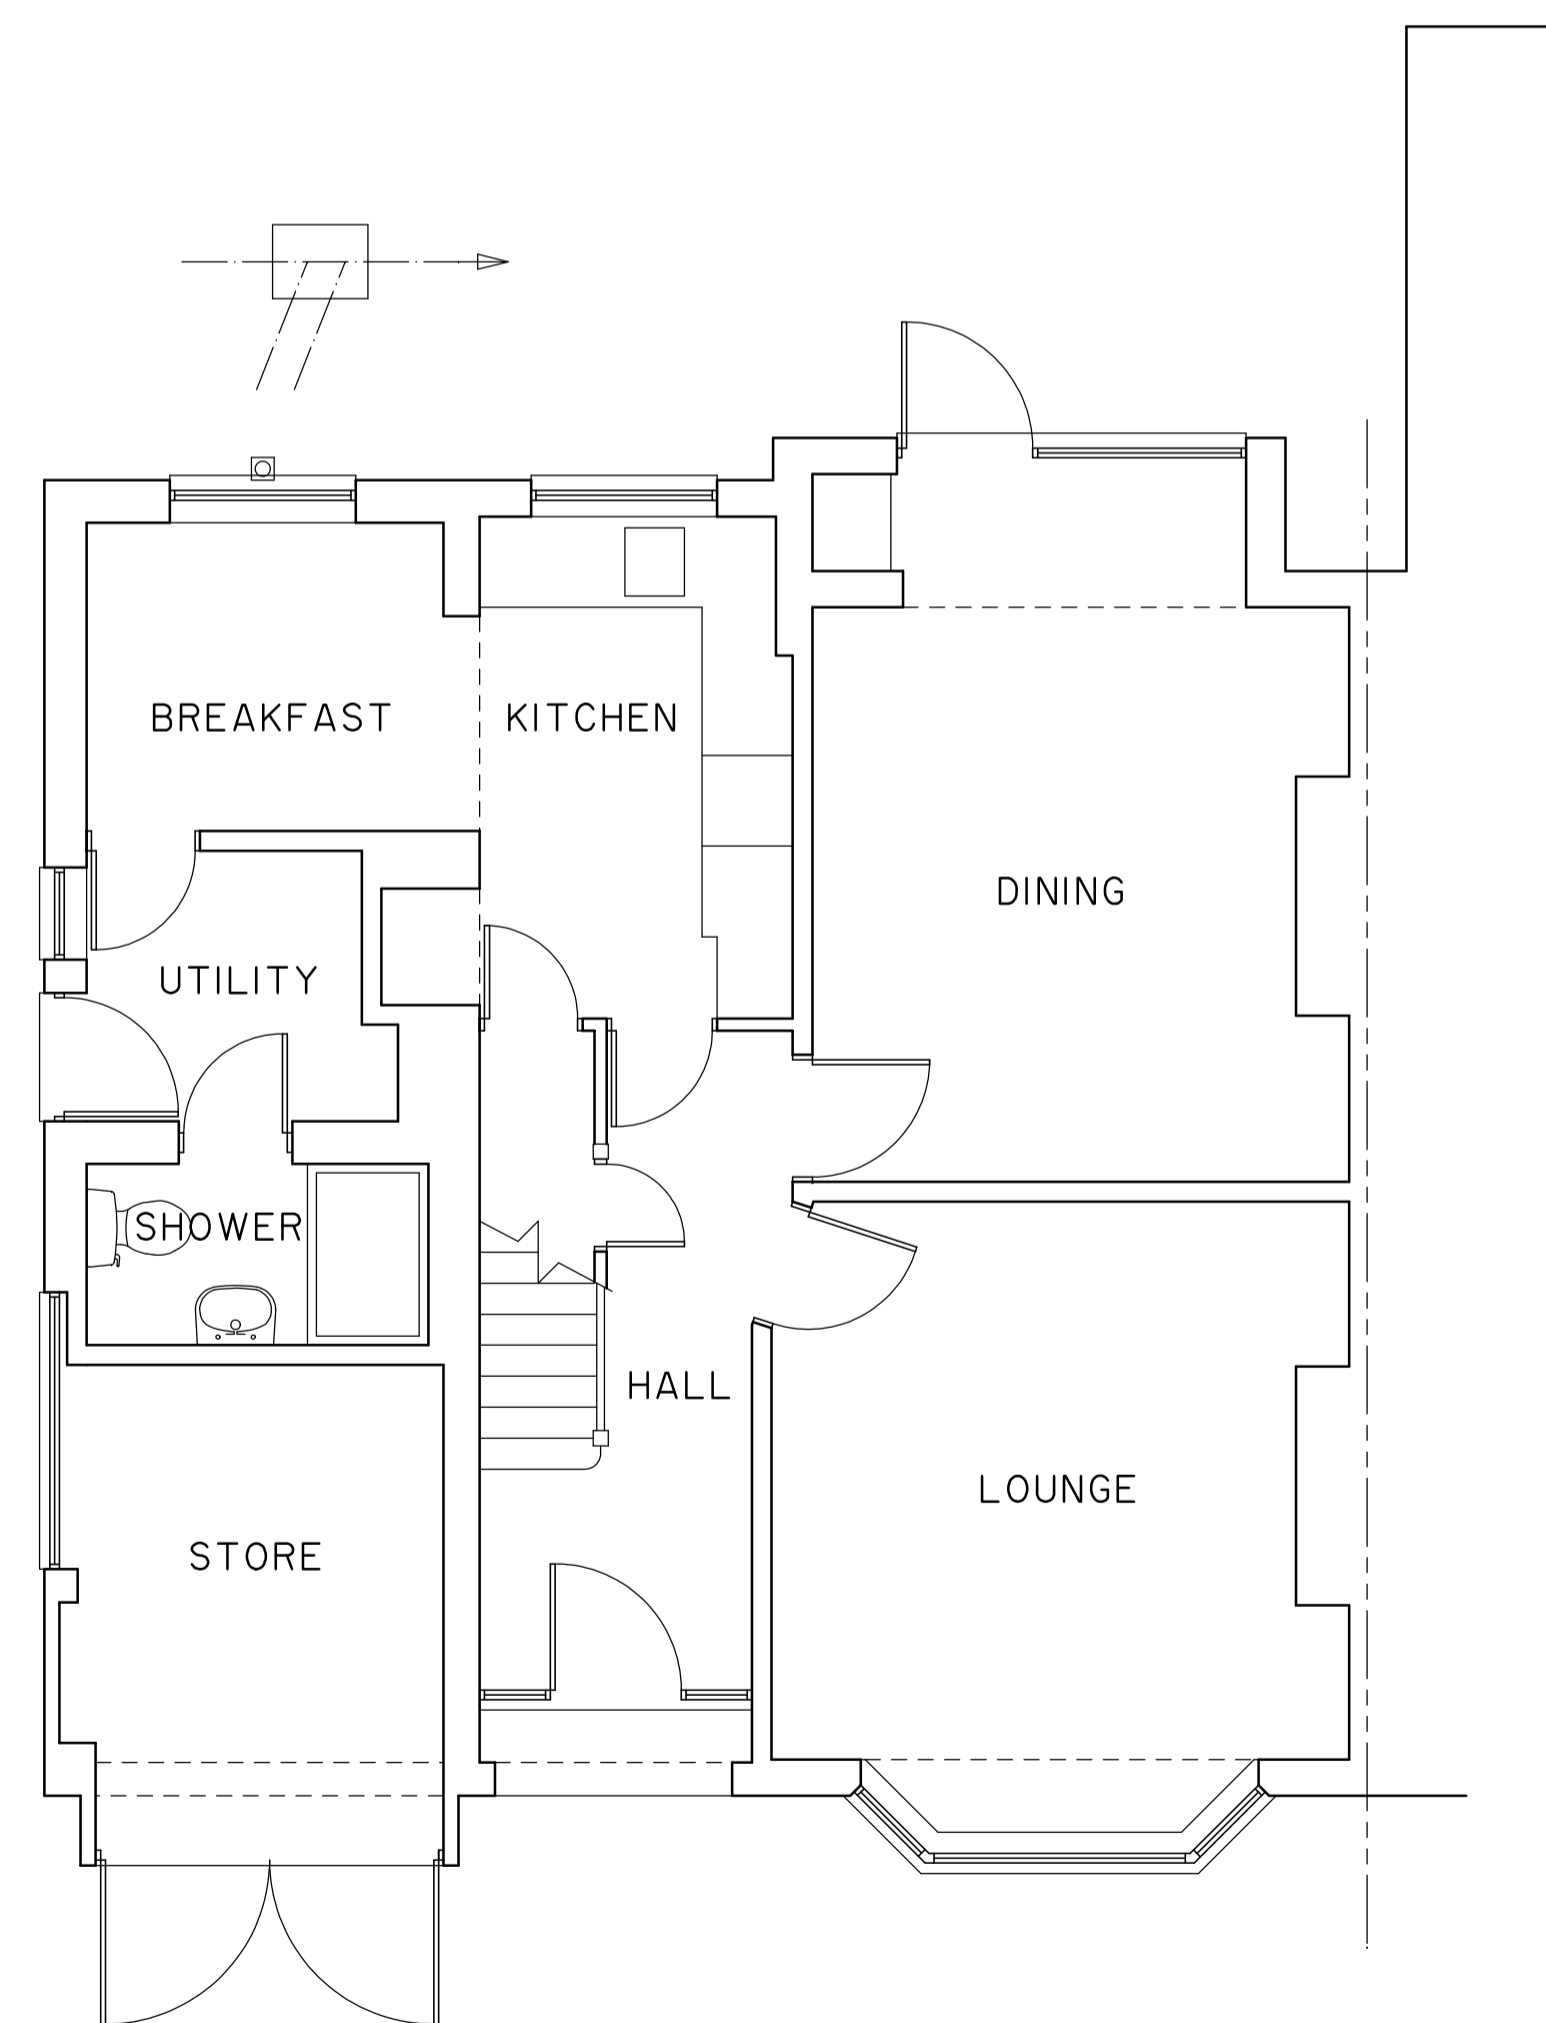 BREAKFAST
KITCHEN
DINING
UTILITY
SHOWER
HALL
LOUNGE
STORE